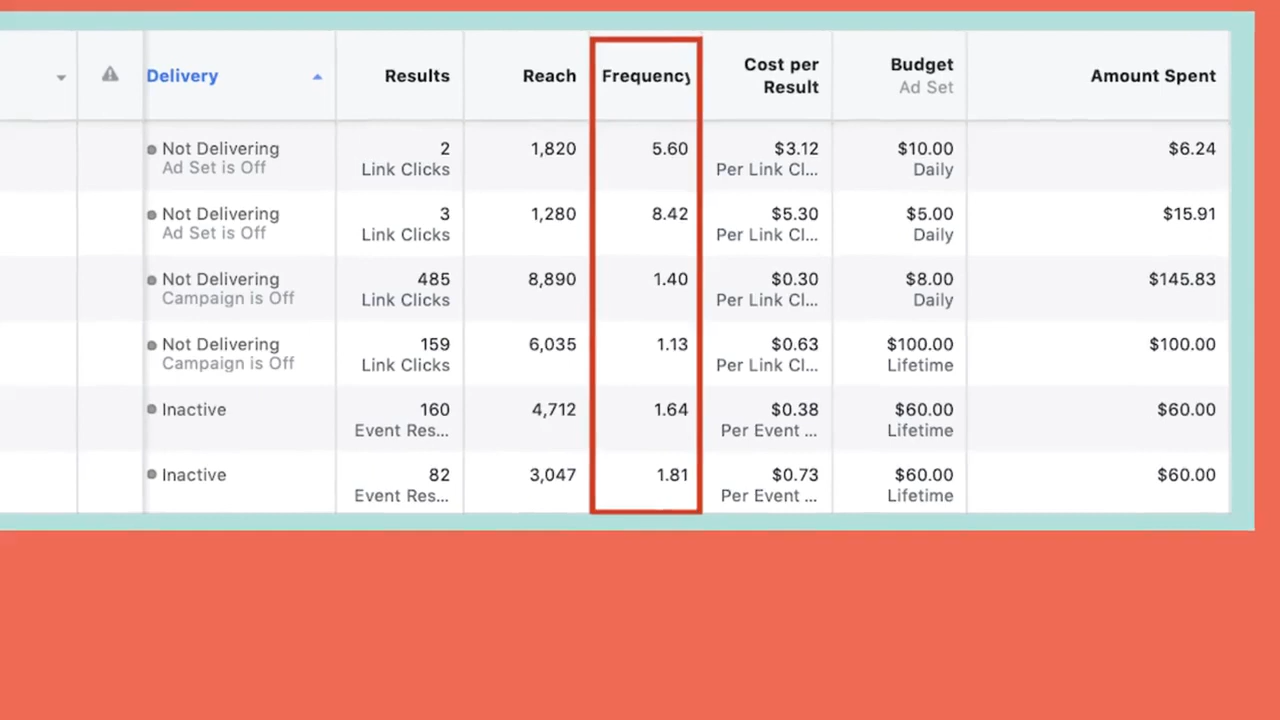 Delivery Results Reach Frequency Cost per Result Budget Ad Set Amount Spent
Not Delivering 2 1,820 5.60 $3.12 $10.00 $6.24
Ad Set is Off Link Clicks Per Link Cl... Daily
Not Delivering 3 1,280 8.42 $5.30 $5.00 $15.91
Ad Set is Off Link Clicks Per Link Cl... Daily
Not Delivering 485 8,890 1.40 $0.30 $8.00 $145.83
Campaign is Off Link Clicks Per Link Cl... Daily
Not Delivering 159 6,035 1.13 $0.63 $100.00 $100.00
Campaign is Off Link Clicks Per Link Cl... Lifetime
Inactive 160 4,712 1.64 $0.38 $60.00 $60.00
Event Res... Per Event ... Lifetime
Inactive 82 3,047 1.81 $0.73 $60.00 $60.00
Event Res... Per Event ... Lifetime